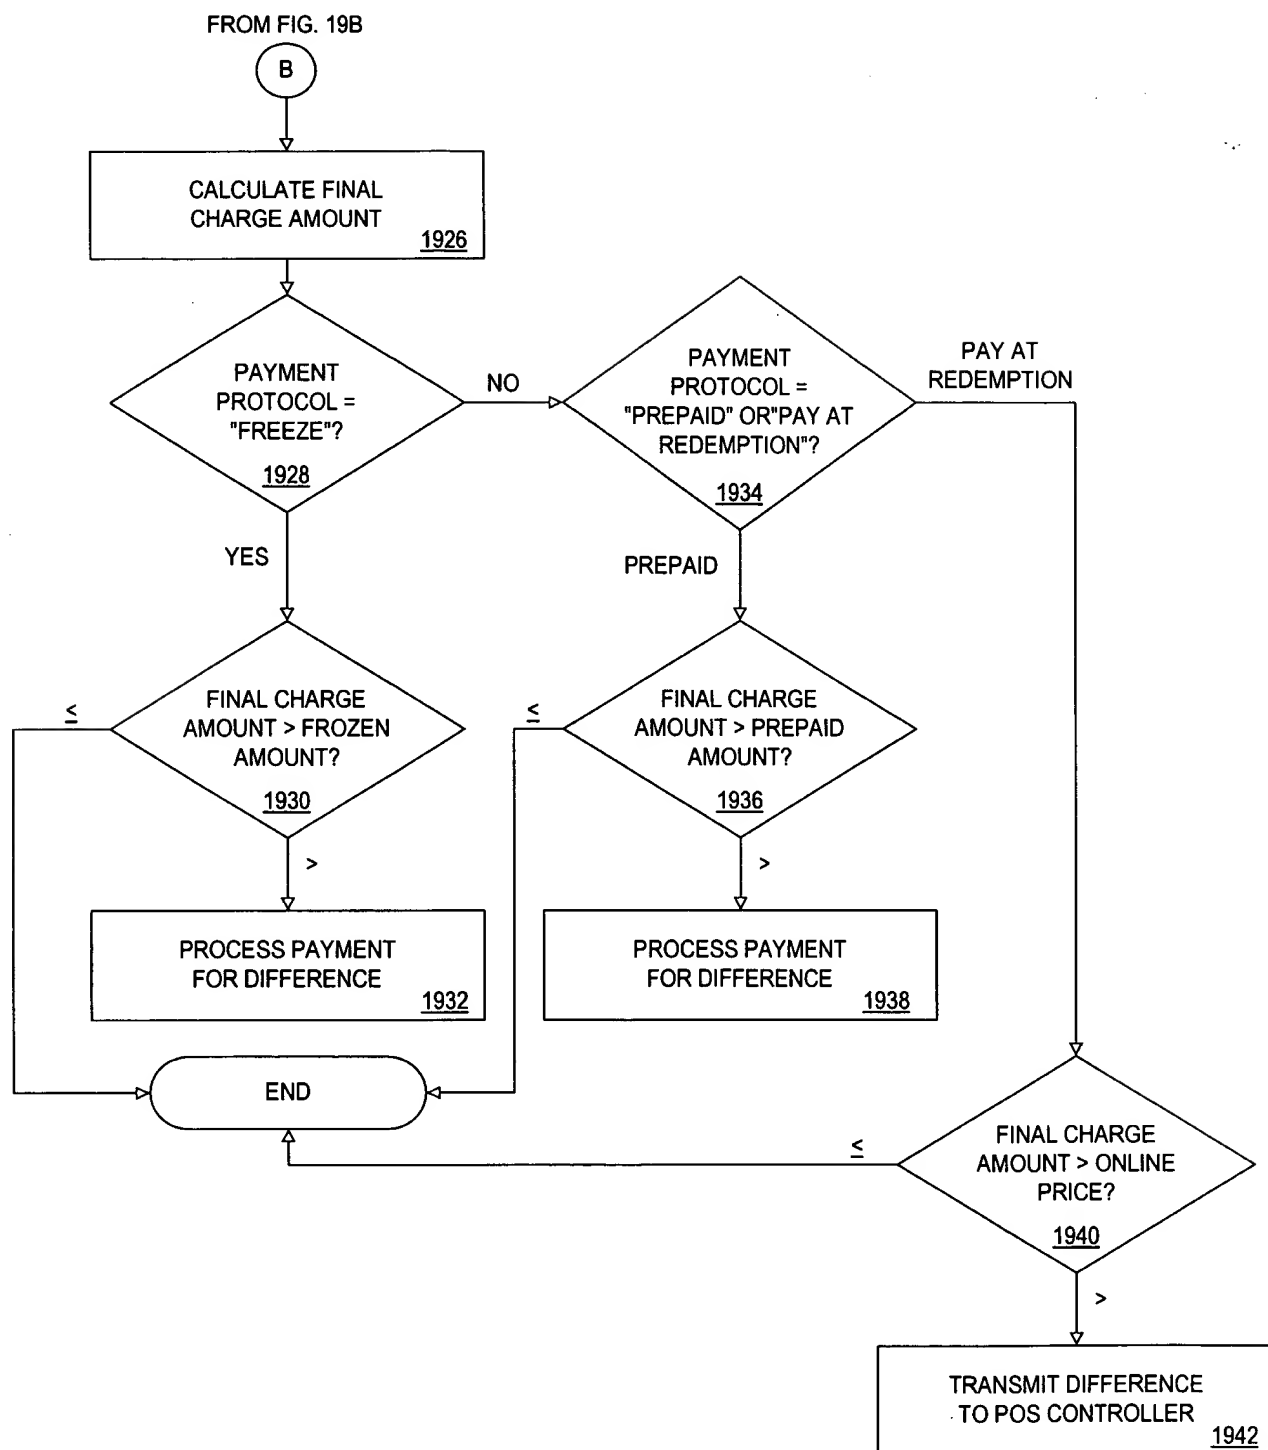 FROM FIG. 19B
B
CALCULATE FINAL
CHARGE AMOUNT
1926
PAYMENT
PROTOCOL =
"FREEZE"?
1928
NO
PAYMENT
PROTOCOL =
"PREPAID" OR"PAY AT
REDEMPTION"?
1934
PAY AT
REDEMPTION
YES
PREPAID
FINAL CHARGE
AMOUNT > FROZEN
AMOUNT?
1930
≤
>
FINAL CHARGE
AMOUNT > PREPAID
AMOUNT?
1936
≤
>
PROCESS PAYMENT
FOR DIFFERENCE
1932
PROCESS PAYMENT
FOR DIFFERENCE
1938
END
FINAL CHARGE
AMOUNT > ONLINE
PRICE?
1940
≤
>
TRANSMIT DIFFERENCE
TO POS CONTROLLER
1942